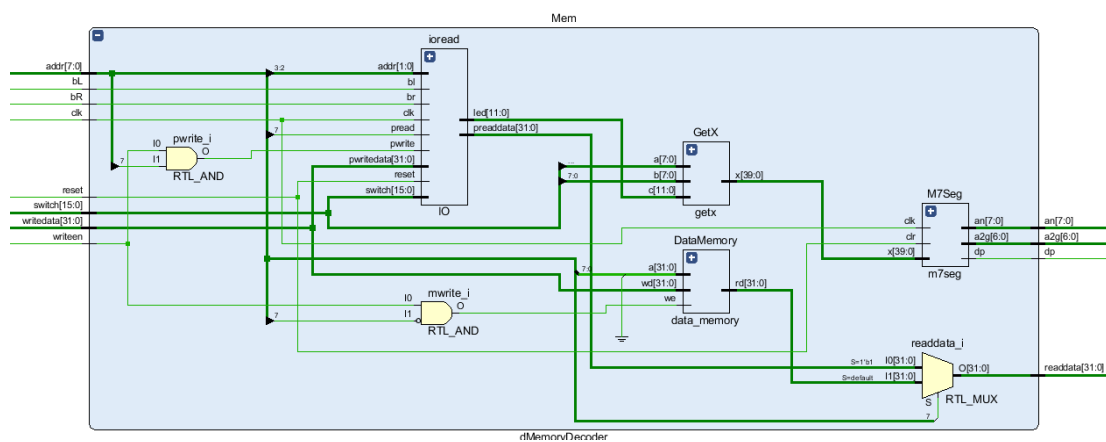 Mem
ioread
addr[7:0]
3:2
addr[1:0]
bL
bl
bR
br
led[11:0]
clk
clk
preaddata[31:0]
7
pread
pwrite_i
pwrite
GetX
I0
O
I1
7
RTL_AND
pwritedata[31:0]
...
a[7:0]
reset
reset
7:0
b[7:0]
x[39:0]
switch[15:0]
switch[15:0]
c[11:0]
M7Seg
writedata[31:0]
IO
getx
clk
an[7:0]
an[7:0]
writeen
DataMemory
clr
a2g[6:0]
a2g[6:0]
x[39:0]
dp
dp
7:0
a[31:0]
m7seg
mwrite_i
wd[31:0]
rd[31:0]
I0
O
we
I1
7
RTL_AND
data_memory
readdata_i
S=1'b1
I0[31:0]
O[31:0]
readdata[31:0]
S=default
I1[31:0]
S
RTL_MUX
7
dMemoryDecoder